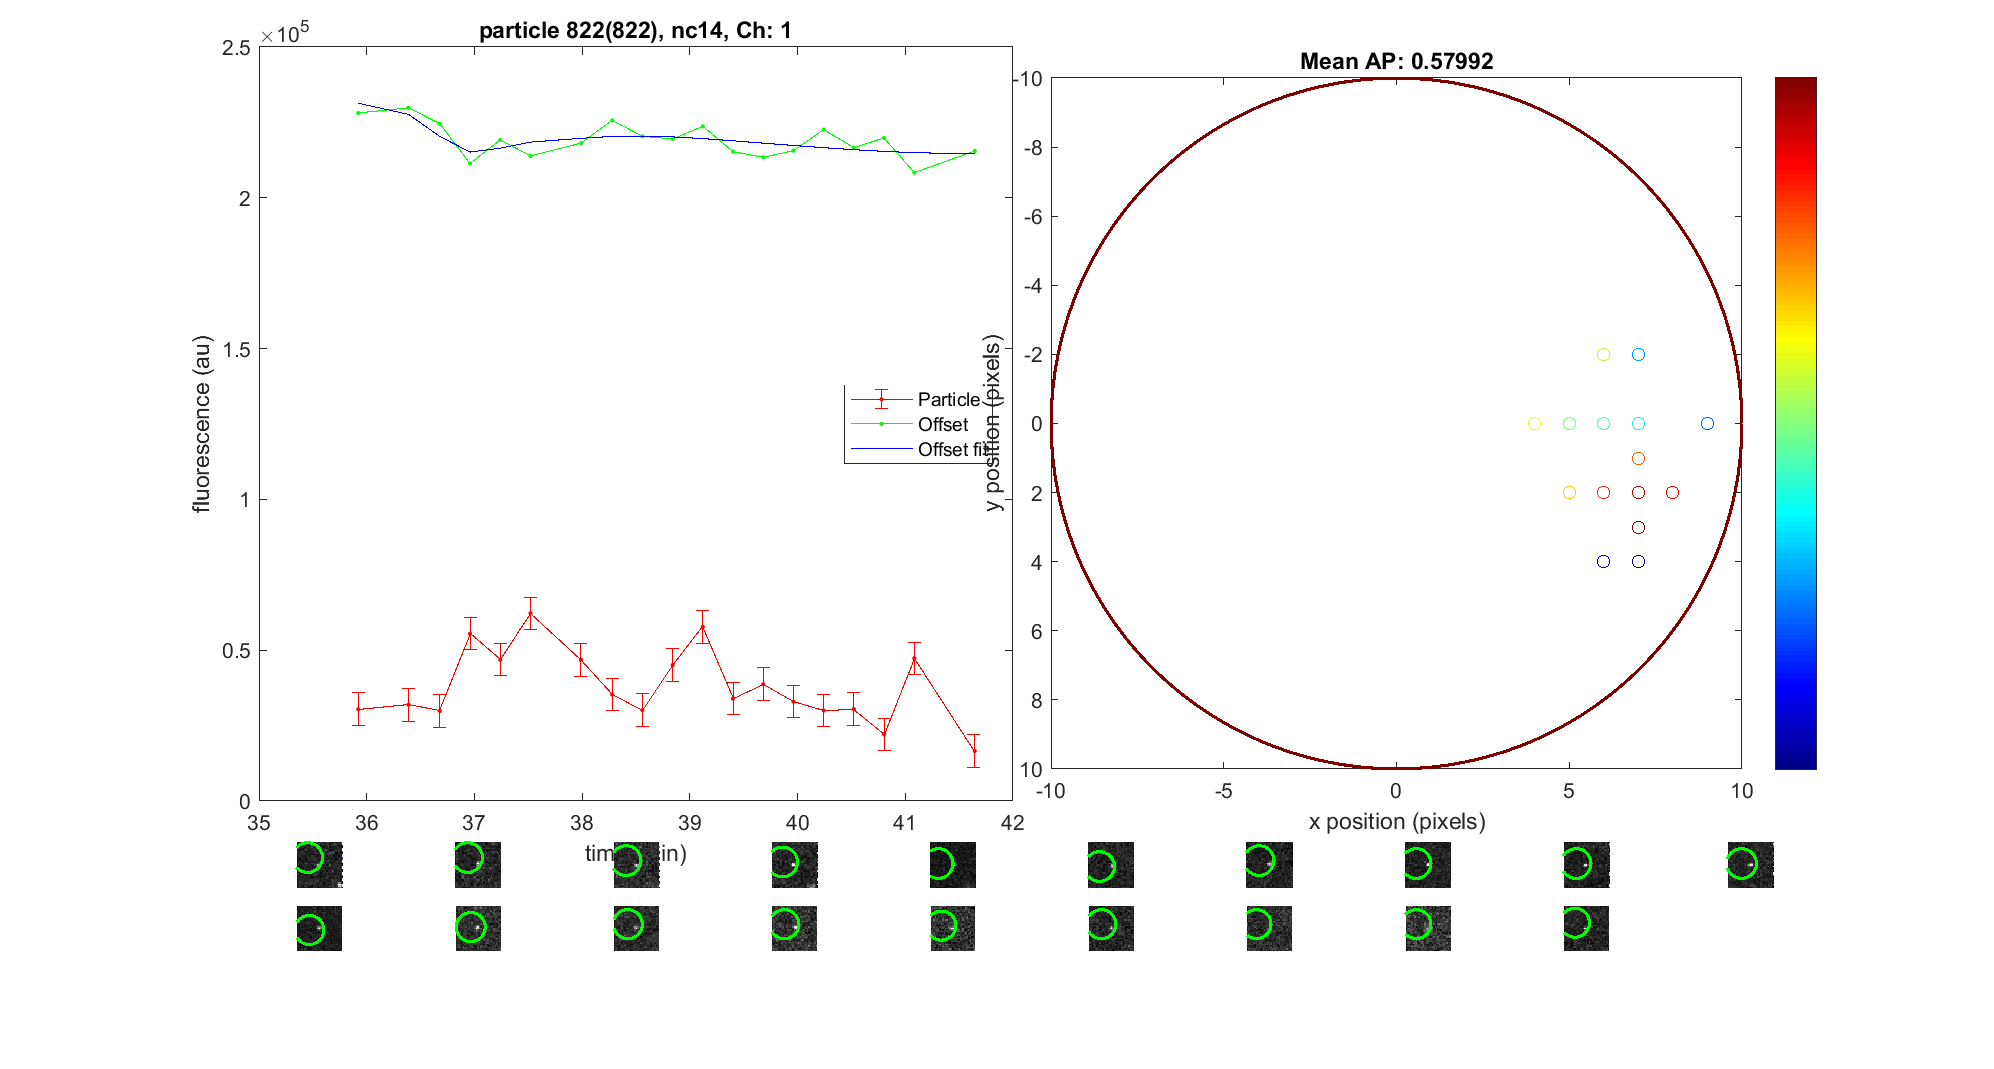 particle 822(822), nc14, Ch: 1
×10^5
2.5
2
1.5
1
0.5
0
fluorescence (au)
35 36 37 38 39 40 41 42
Particle
Offset
Offset fit
Mean AP: 0.57992
-10
-8
-6
-4
-2
0
2
4
6
8
10
y position (pixels)
-10 -5 0 5 10
x position (pixels)